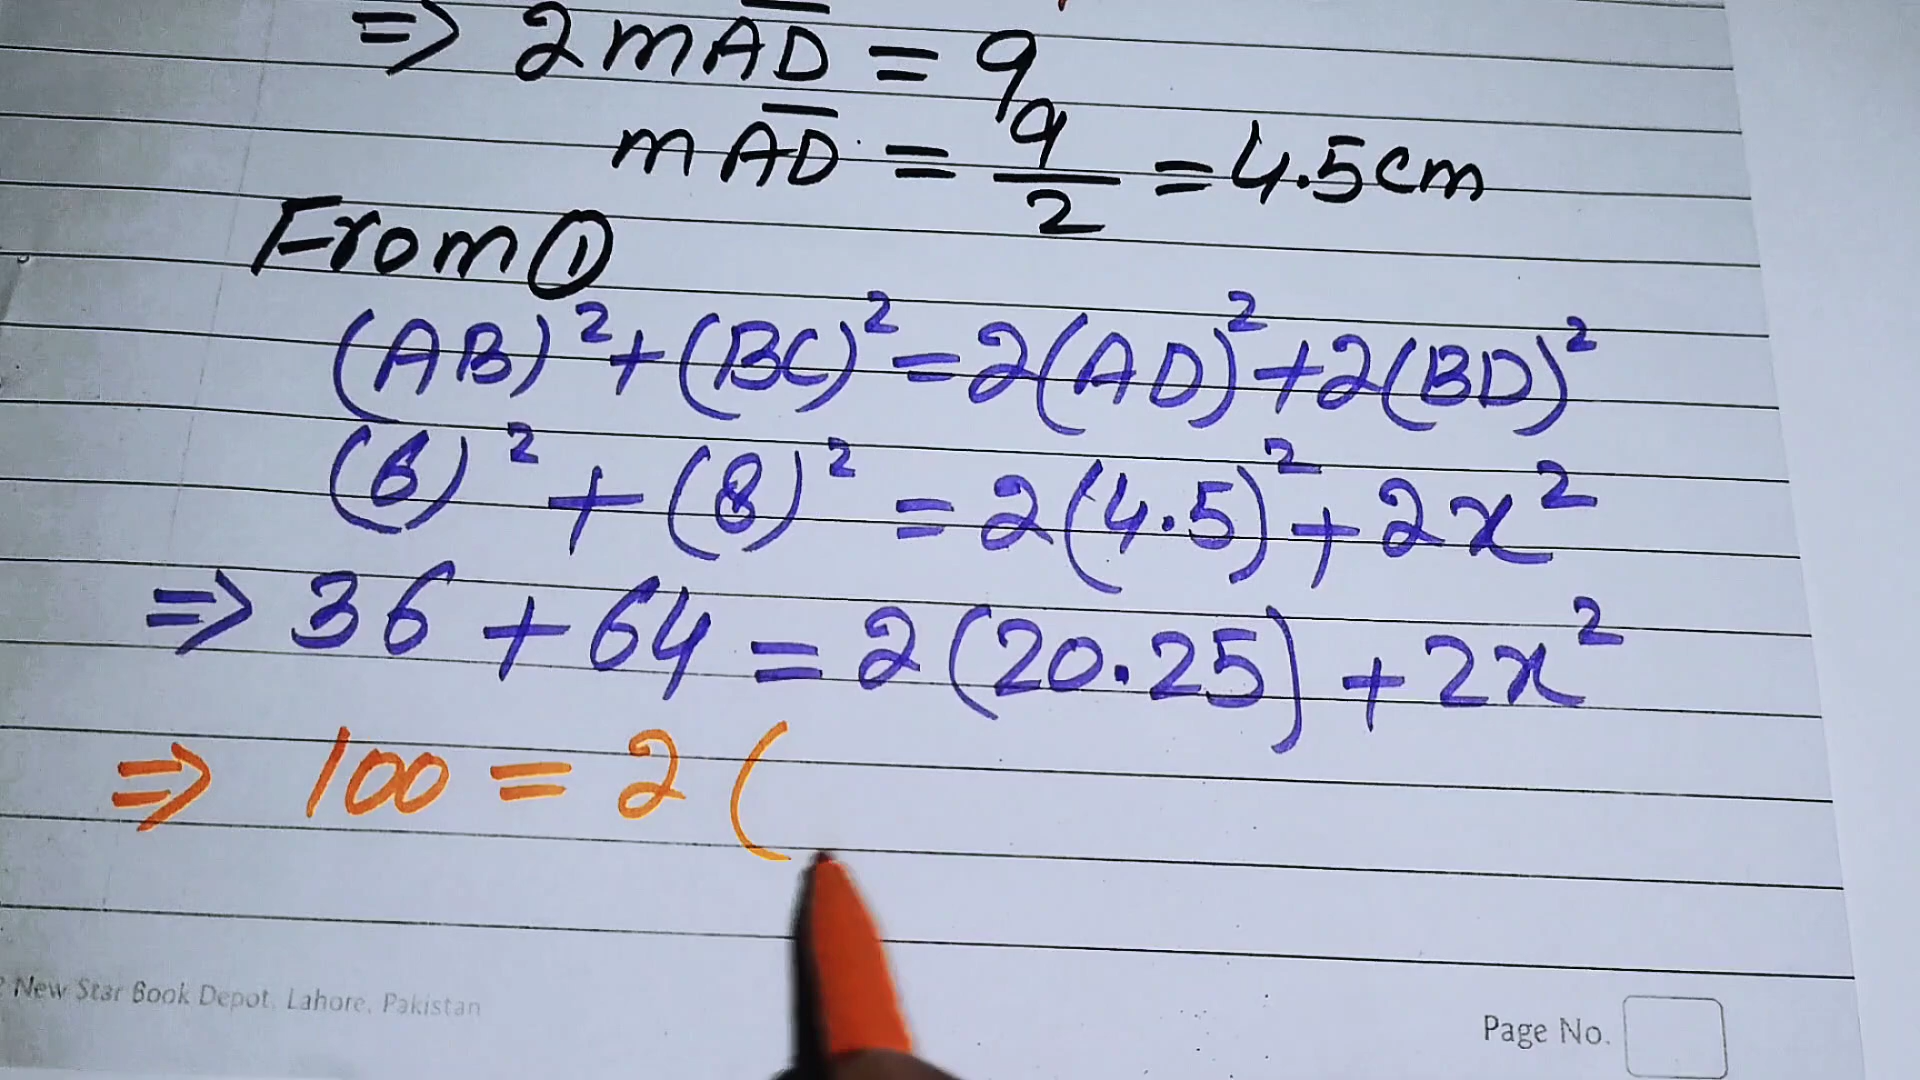 ⇒ 2mAD̅ = 9
mAD̅ = 9/2 = 4.5cm
From ①
(AB)² + (BC)² = 2(AD)² + 2(BD)²
(6)² + (8)² = 2(4.5)² + 2x²
⇒ 36 + 64 = 2(20.25) + 2x²
⇒ 100 = 2(
New Star Book Depot, Lahore, Pakistan
Page No.